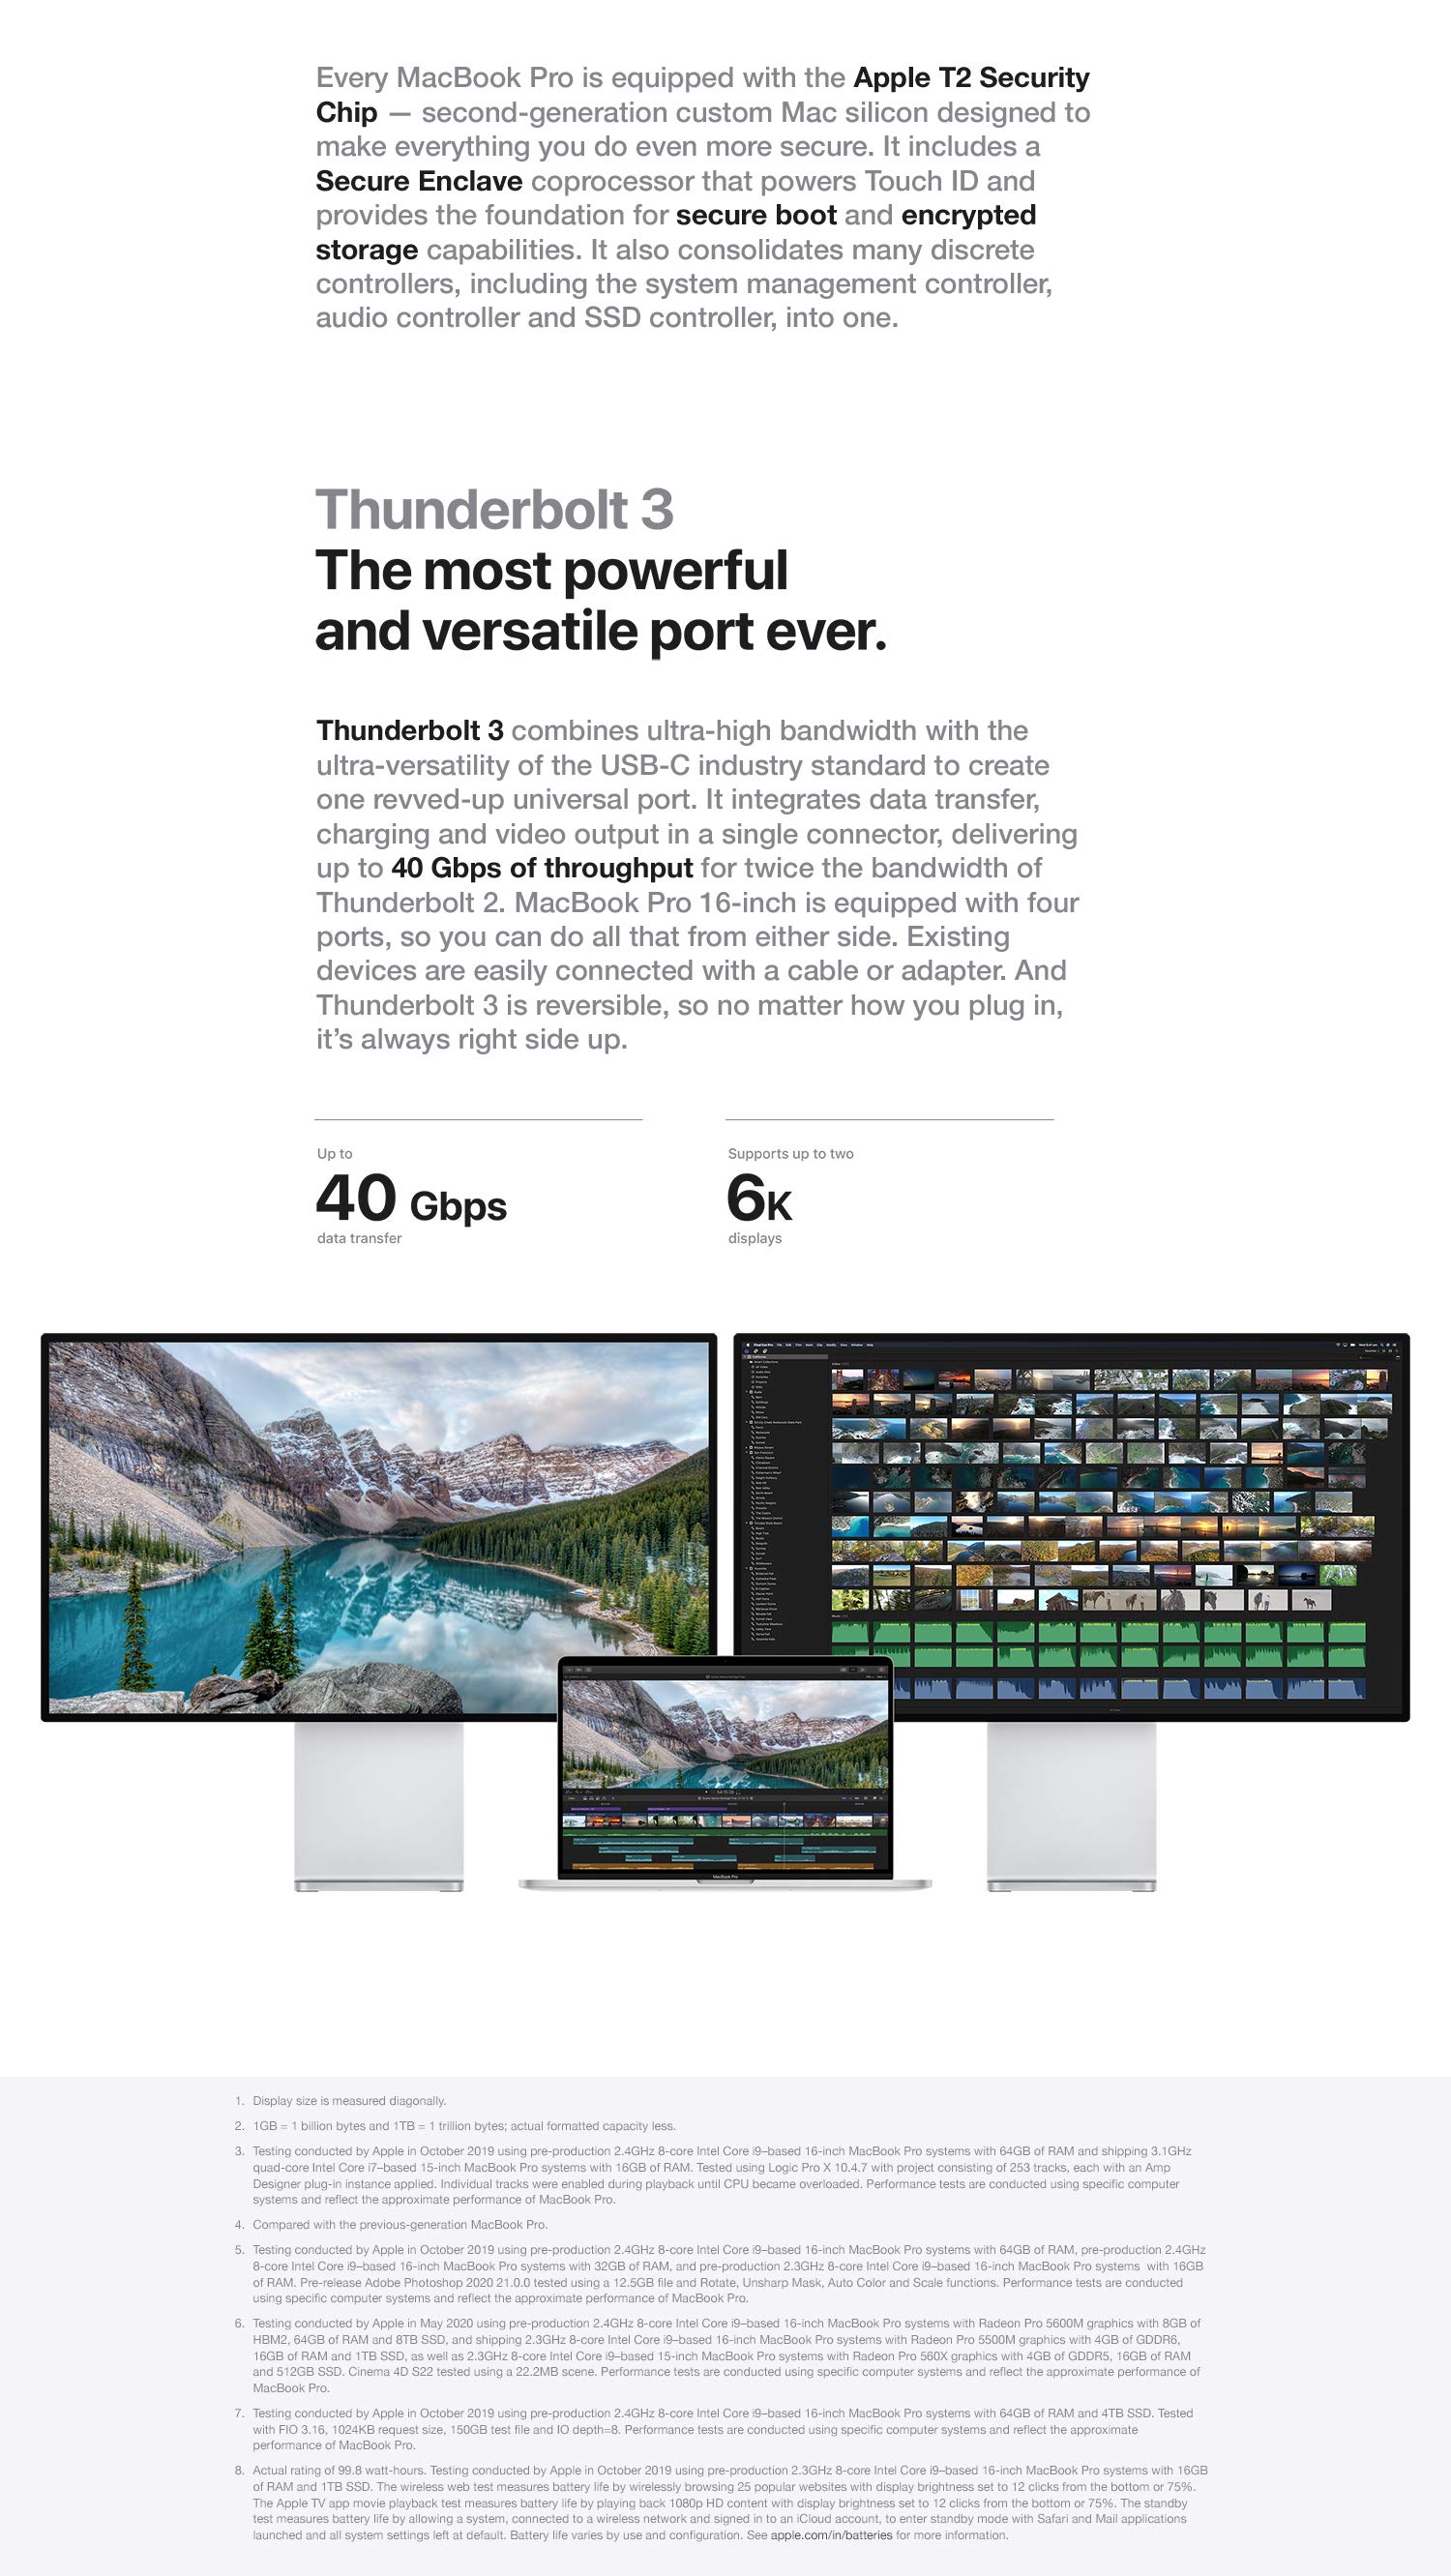 Every MacBook Pro is equipped with the Apple T2 Security
Chip — second-generation custom Mac silicon designed to
make everything you do even more secure. It includes a
Secure Enclave coprocessor that powers Touch ID and
provides the foundation for secure boot and encrypted
storage capabilities. It also consolidates many discrete
controllers, including the system management controller,
audio controller and SSD controller, into one.
Thunderbolt 3
The most powerful
and versatile port ever.
Thunderbolt 3 combines ultra-high bandwidth with the
ultra-versatility of the USB-C industry standard to create
one revved-up universal port. It integrates data transfer,
charging and video output in a single connector, delivering
up to 40 Gbps of throughput for twice the bandwidth of
Thunderbolt 2. MacBook Pro 16-inch is equipped with four
ports, so you can do all that from either side. Existing
devices are easily connected with a cable or adapter. And
Thunderbolt 3 is reversible, so no matter how you plug in,
it’s always right side up.
Up to
40 Gbps
data transfer
Supports up to two
6K
displays
MacBook Pro
1. Display size is measured diagonally.
2. 1GB = 1 billion bytes and 1TB = 1 trillion bytes; actual formatted capacity less.
3. Testing conducted by Apple in October 2019 using pre-production 2.4GHz 8-core Intel Core i9–based 16-inch MacBook Pro systems with 64GB of RAM and shipping 3.1GHz
quad-core Intel Core i7–based 15-inch MacBook Pro systems with 16GB of RAM. Tested using Logic Pro X 10.4.7 with project consisting of 253 tracks, each with an Amp
Designer plug-in instance applied. Individual tracks were enabled during playback until CPU became overloaded. Performance tests are conducted using specific computer
systems and reflect the approximate performance of MacBook Pro.
4. Compared with the previous-generation MacBook Pro.
5. Testing conducted by Apple in October 2019 using pre-production 2.4GHz 8-core Intel Core i9–based 16-inch MacBook Pro systems with 64GB of RAM, pre-production 2.4GHz
8-core Intel Core i9–based 16-inch MacBook Pro systems with 32GB of RAM, and pre-production 2.3GHz 8-core Intel Core i9–based 16-inch MacBook Pro systems with 16GB
of RAM. Pre-release Adobe Photoshop 2020 21.0.0 tested using a 12.5GB file and Rotate, Unsharp Mask, Auto Color and Scale functions. Performance tests are conducted
using specific computer systems and reflect the approximate performance of MacBook Pro.
6. Testing conducted by Apple in May 2020 using pre-production 2.4GHz 8-core Intel Core i9–based 16-inch MacBook Pro systems with Radeon Pro 5600M graphics with 8GB of
HBM2, 64GB of RAM and 8TB SSD, and shipping 2.3GHz 8-core Intel Core i9–based 16-inch MacBook Pro systems with Radeon Pro 5500M graphics with 4GB of GDDR6,
16GB of RAM and 1TB SSD, as well as 2.3GHz 8-core Intel Core i9–based 15-inch MacBook Pro systems with Radeon Pro 560X graphics with 4GB of GDDR5, 16GB of RAM
and 512GB SSD. Cinema 4D S22 tested using a 22.2MB scene. Performance tests are conducted using specific computer systems and reflect the approximate performance of
MacBook Pro.
7. Testing conducted by Apple in October 2019 using pre-production 2.4GHz 8-core Intel Core i9–based 16-inch MacBook Pro systems with 64GB of RAM and 4TB SSD. Tested
with FIO 3.16, 1024KB request size, 150GB test file and IO depth=8. Performance tests are conducted using specific computer systems and reflect the approximate
performance of MacBook Pro.
8. Actual rating of 99.8 watt-hours. Testing conducted by Apple in October 2019 using pre-production 2.3GHz 8-core Intel Core i9–based 16-inch MacBook Pro systems with 16GB
of RAM and 1TB SSD. The wireless web test measures battery life by wirelessly browsing 25 popular websites with display brightness set to 12 clicks from the bottom or 75%.
The Apple TV app movie playback test measures battery life by playing back 1080p HD content with display brightness set to 12 clicks from the bottom or 75%. The standby
test measures battery life by allowing a system, connected to a wireless network and signed in to an iCloud account, to enter standby mode with Safari and Mail applications
launched and all system settings left at default. Battery life varies by use and configuration. See apple.com/in/batteries for more information.